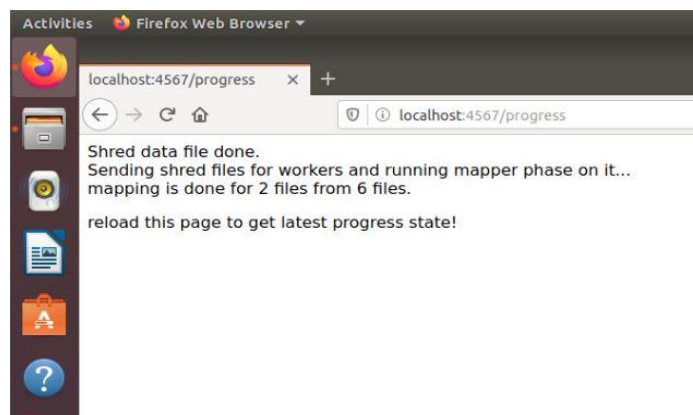 Activities Firefox Web Browser
localhost:4567/progress
localhost:4567/progress
Shred data file done.
Sending shred files for workers and running mapper phase on it...
mapping is done for 2 files from 6 files.
reload this page to get latest progress state!